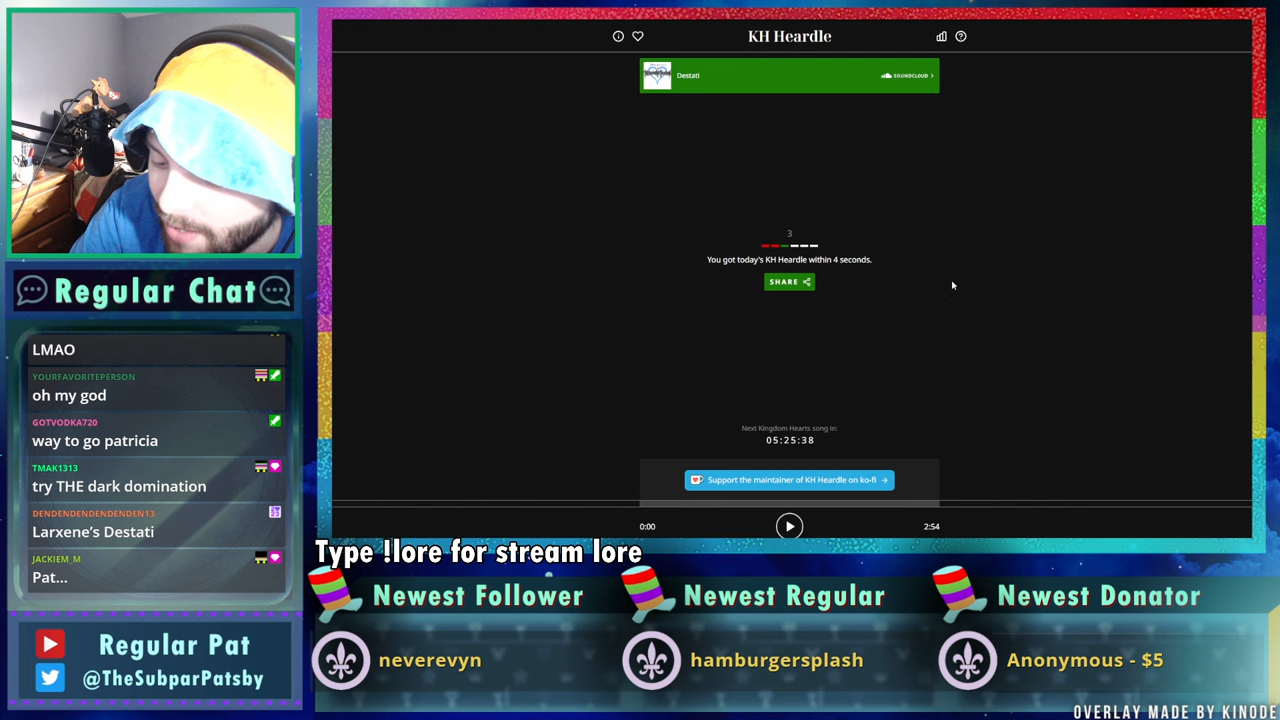 KH Heardle
Destati
SOUNDCLOUD
3
You got today's KH Heardle within 4 seconds.
SHARE
Next Kingdom Hearts song in:
05:25:38
Support the maintainer of KH Heardle on ko-fi
0:00
2:54
Regular Chat
LMAO
YOURFAVORITEPERSON
oh my god
GOTVODKA720
way to go patricia
TMAK1313
try THE dark domination
DENDENDENDENDEN13
Larxene's Destati
JACKIEM_M
Pat...
Regular Pat
@TheSubparPatsby
Type !lore for stream lore
Newest Follower
neverevyn
Newest Regular
hamburgersplash
Newest Donator
Anonymous - $5
OVERLAY MADE BY KINODE